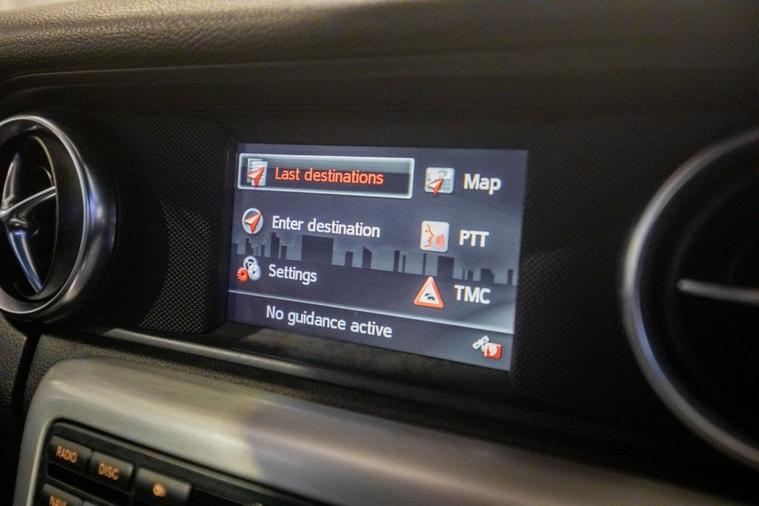 Last destinations
Map
Enter destination
PTT
Settings
TMC
No guidance active
RADIO
DISC